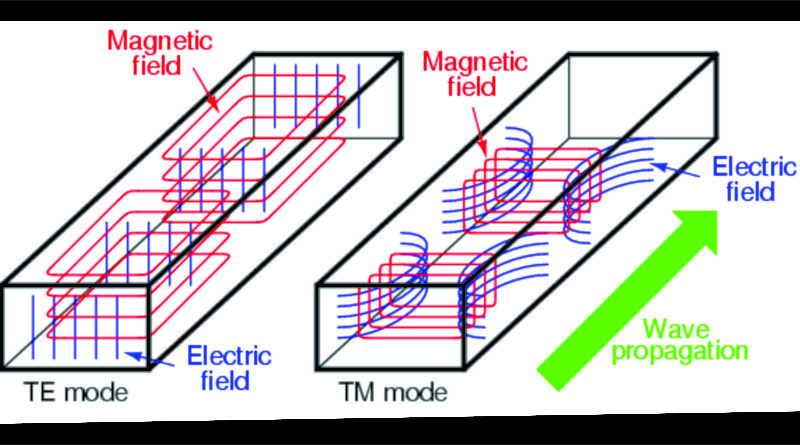 Magnetic
field
Magnetic
field
Electric
field
Electric
field
Wave
propagation
TE mode
TM mode